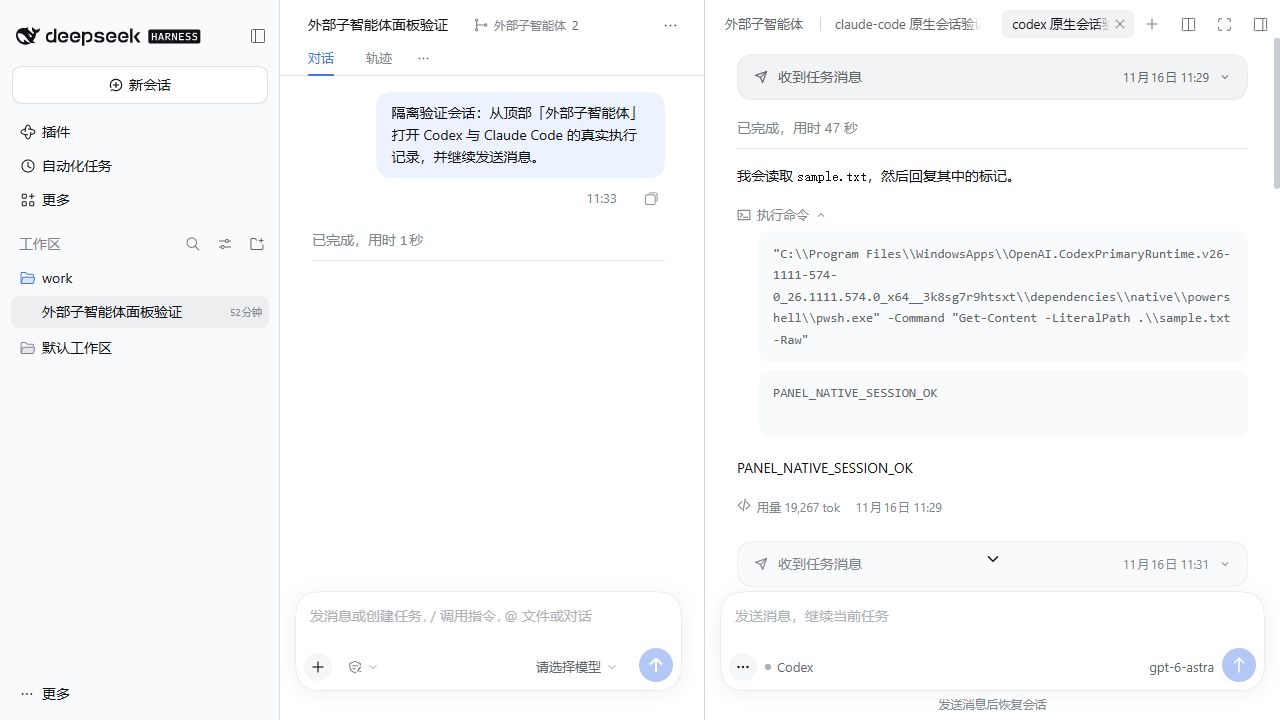 deepseek HARNESS
新会话
插件
自动化任务
更多
工作区
work
外部子智能体面板验证 52分钟
默认工作区
更多
外部子智能体面板验证 外部子智能体 2
对话 轨迹
隔离验证会话：从顶部「外部子智能体」
打开 Codex 与 Claude Code 的真实执行
记录，并继续发送消息。
11:33
已完成，用时 1 秒
发消息或创建任务, / 调用指令, @ 文件或对话
请选择模型
外部子智能体 claude-code 原生会话验 codex 原生会话
收到任务消息 11月16日 11:29
已完成，用时 47 秒
我会读取 sample.txt，然后回复其中的标记。
执行命令
"C:\\Program Files\\WindowsApps\\OpenAI.CodexPrimaryRuntime.v26-
1111-574-
0_26.1111.574.0_x64__3k8sg7r9htsxt\\dependencies\\native\\powers
hell\\pwsh.exe" -Command "Get-Content -LiteralPath .\\sample.txt
-Raw"
PANEL_NATIVE_SESSION_OK
PANEL_NATIVE_SESSION_OK
用量 19,267 tok 11月16日 11:29
收到任务消息 11月16日 11:31
发送消息，继续当前任务
Codex gpt-6-astra
发送消息后恢复会话